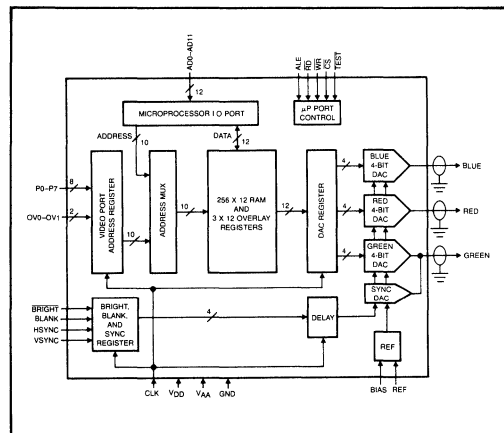 AD0–AD11
12
ALE
RD
WR
CS
TEST
MICROPROCESSOR I O PORT
μP PORT
CONTROL
ADDRESS
10
DATA
12
P0–P7
8
OV0–OV1
2
VIDEO PORT
ADDRESS REGISTER
10
ADDRESS MUX
10
256 X 12 RAM
AND
3 X 12 OVERLAY
REGISTERS
12
DAC REGISTER
4
BLUE
4-BIT
DAC
BLUE
4
RED
4-BIT
DAC
RED
4
GREEN
4-BIT
DAC
GREEN
SYNC
DAC
BRIGHT
BLANK
HSYNC
VSYNC
BRIGHT,
BLANK,
AND
SYNC
REGISTER
4
DELAY
REF
CLK
VDD
VAA
GND
BIAS
REF